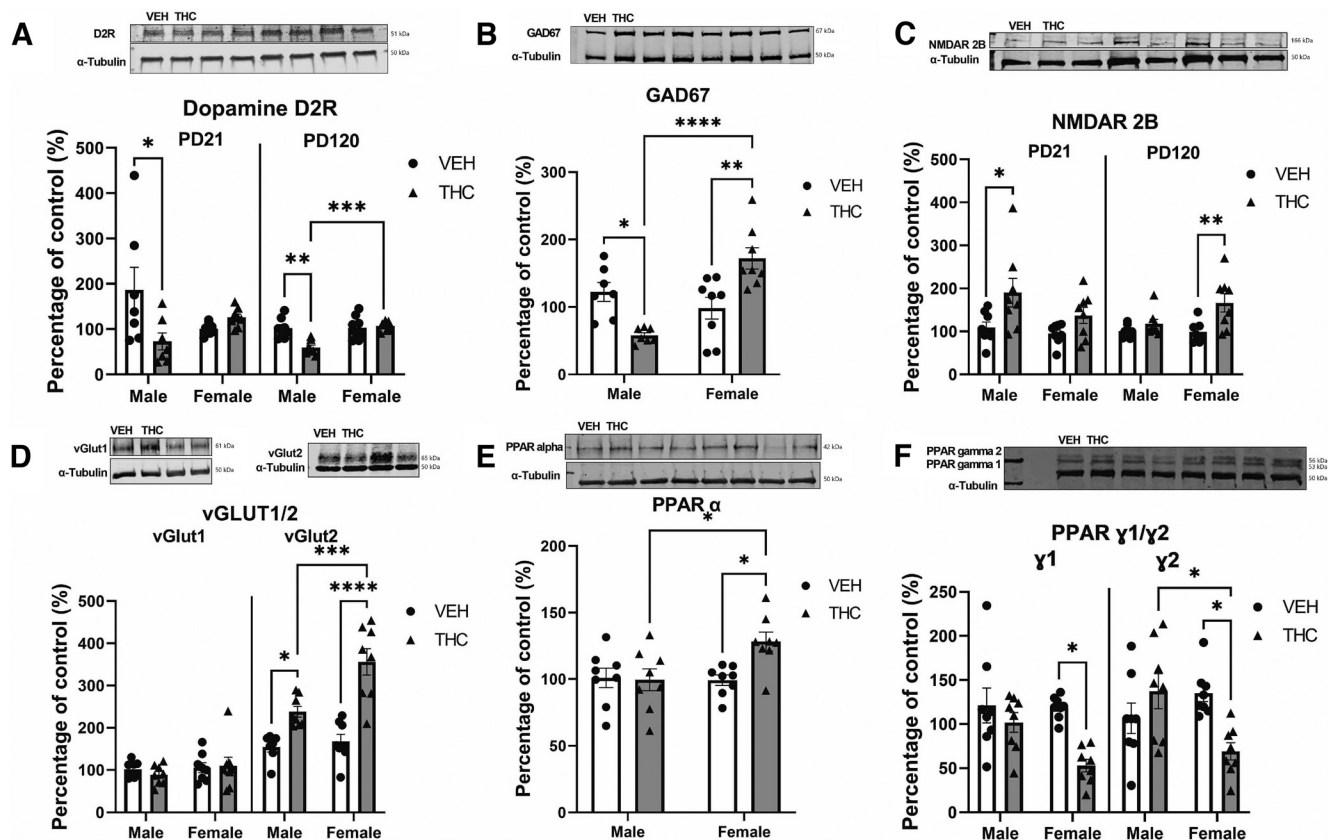 A
VEH THC
D2R
51 kDa
α-Tubulin
50 kDa
Dopamine D2R
PD21
PD120
Percentage of control (%)
500
400
300
200
100
0
*
**
***
VEH
THC
Male
Female
Male
Female
B
VEH THC
GAD67
67 kDa
α-Tubulin
50 kDa
GAD67
Percentage of control (%)
300
200
100
0
*
**
****
VEH
THC
Male
Female
C
VEH THC
NMDAR 2B
166 kDa
α-Tubulin
50 kDa
NMDAR 2B
PD21
PD120
Percentage of control (%)
500
400
300
200
100
0
*
**
VEH
THC
Male
Female
Male
Female
D
VEH THC
vGlut1
61 kDa
α-Tubulin
50 kDa
VEH THC
vGlut2
65 kDa
α-Tubulin
50 kDa
vGLUT1/2
vGlut1
vGlut2
Percentage of control (%)
500
400
300
200
100
0
*
***
****
VEH
THC
Male
Female
Male
Female
E
VEH THC
PPAR alpha
42 kDa
α-Tubulin
50 kDa
PPAR α
Percentage of control (%)
200
150
100
50
0
*
*
VEH
THC
Male
Female
F
VEH THC
PPAR gamma 2
56 kDa
PPAR gamma 1
53 kDa
α-Tubulin
50 kDa
PPAR ɣ1/ɣ2
ɣ1
ɣ2
Percentage of control (%)
250
200
150
100
50
0
*
*
*
VEH
THC
Male
Female
Male
Female